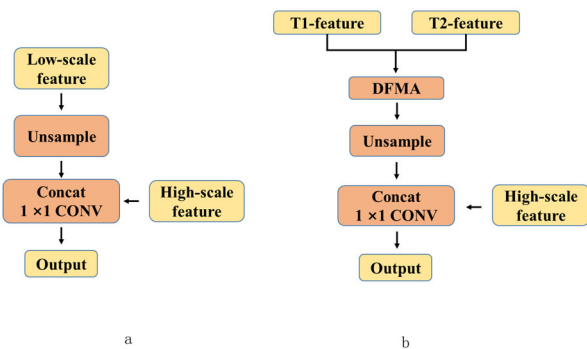 Low-scale
feature
Unsample
Concat
1 ×1 CONV
High-scale
feature
Output
a
T1-feature
T2-feature
DFMA
Unsample
Concat
1 ×1 CONV
High-scale
feature
Output
b